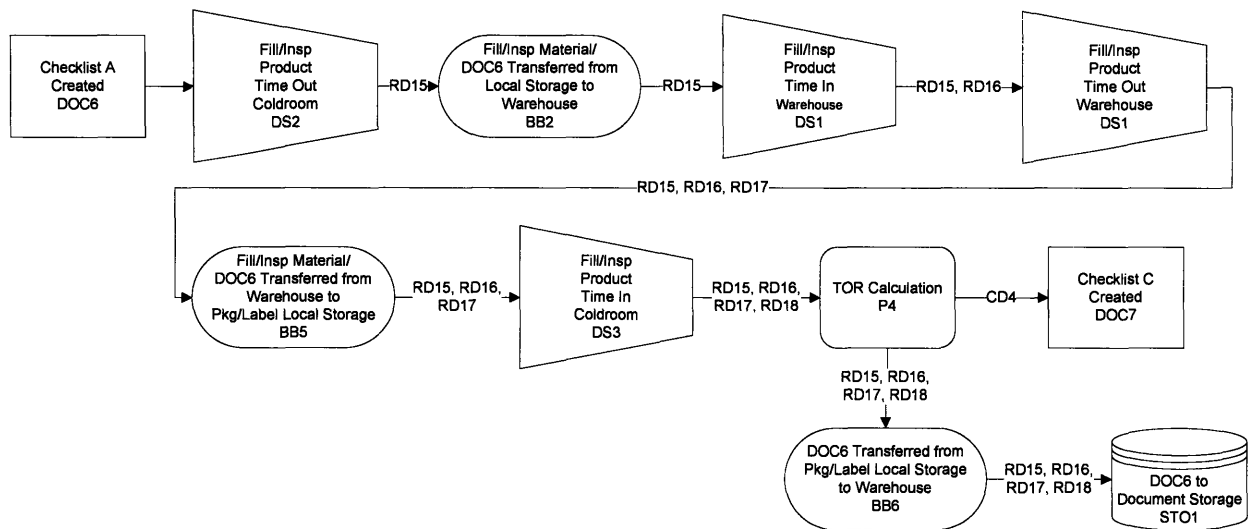 Checklist A
Created
DOC6
Fill/Insp
Product
Time Out
Coldroom
DS2
RD15
Fill/Insp Material/
DOC6 Transferred from
Local Storage to
Warehouse
BB2
RD15
Fill/Insp
Product
Time In
Warehouse
DS1
RD15, RD16
Fill/Insp
Product
Time Out
Warehouse
DS1
RD15, RD16, RD17
Fill/Insp Material/
DOC6 Transferred from
Warehouse to
Pkg/Label Local Storage
BB5
RD15, RD16,
RD17
Fill/Insp
Product
Time In
Coldroom
DS3
RD15, RD16,
RD17, RD18
TOR Calculation
P4
CD4
Checklist C
Created
DOC7
RD15, RD16,
RD17, RD18
DOC6 Transferred from
Pkg/Label Local Storage
to Warehouse
BB6
RD15, RD16,
RD17, RD18
DOC6 to
Document Storage
STO1